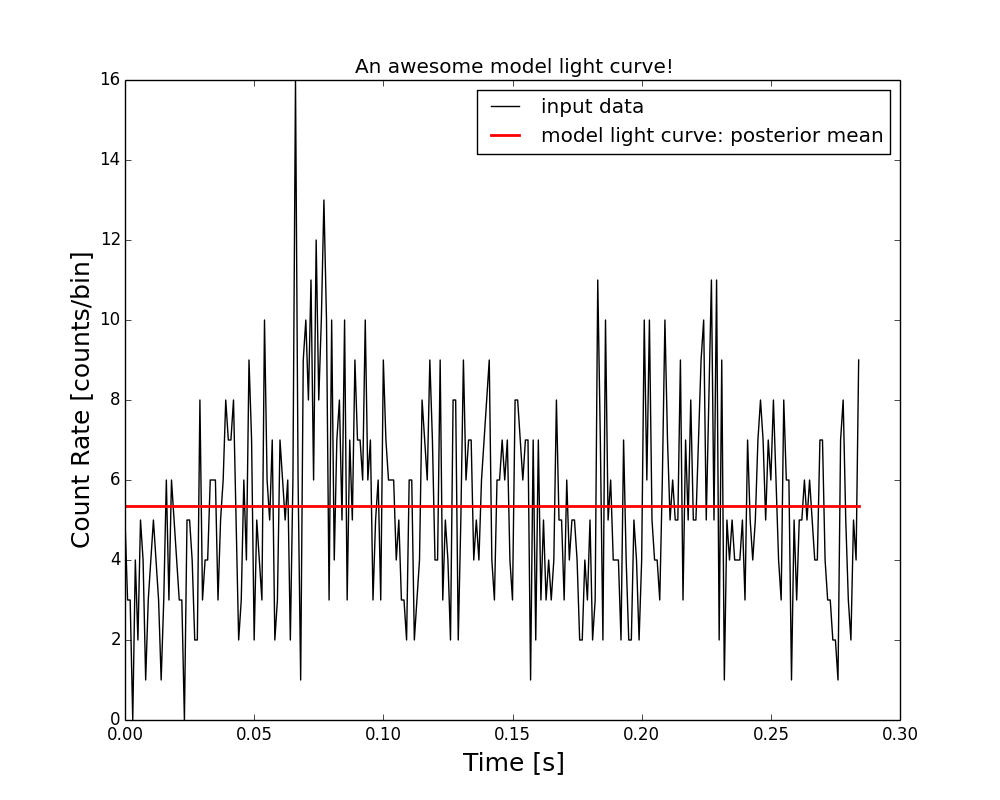 An awesome model light curve!
input data
model light curve: posterior mean
Count Rate [counts/bin]
16
14
12
10
8
6
4
2
0
0.00 0.05 0.10 0.15 0.20 0.25 0.30
Time [s]